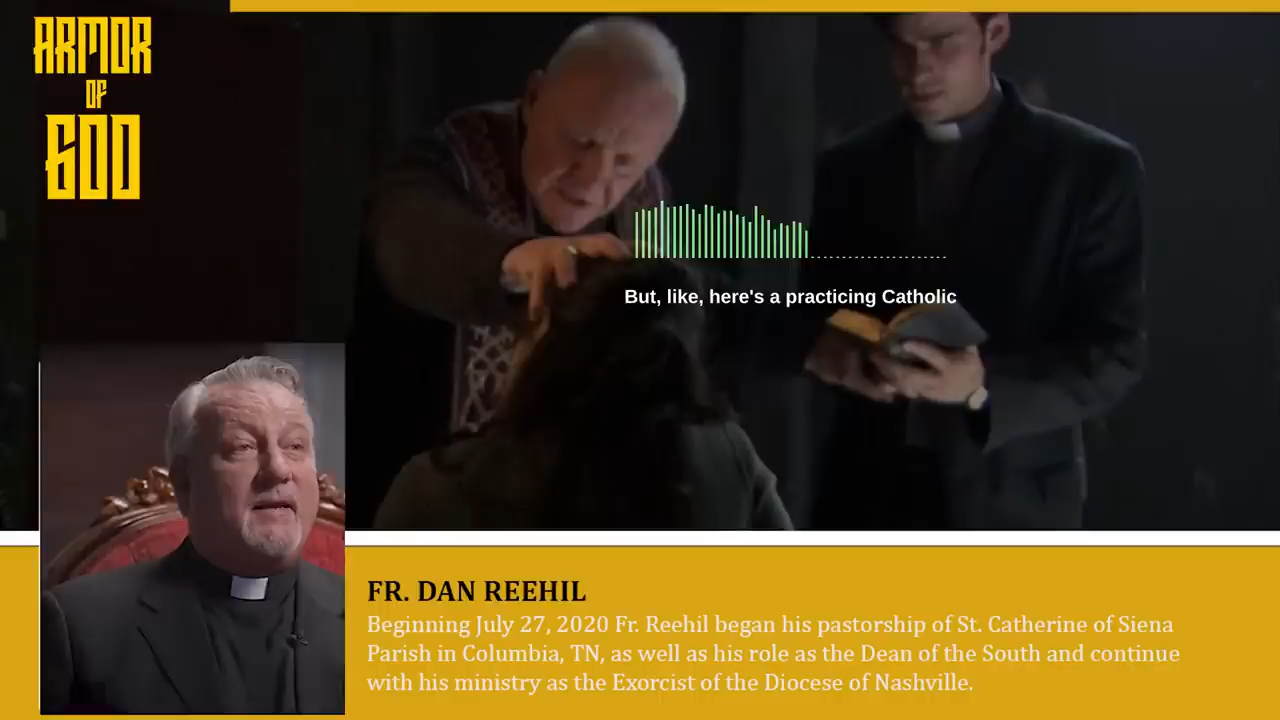 ARMOR
OF
GOD
But, like, here's a practicing Catholic
FR. DAN REEHIL
Beginning July 27, 2020 Fr. Reehil began his pastorship of St. Catherine of Siena
Parish in Columbia, TN, as well as his role as the Dean of the South and continue
with his ministry as the Exorcist of the Diocese of Nashville.